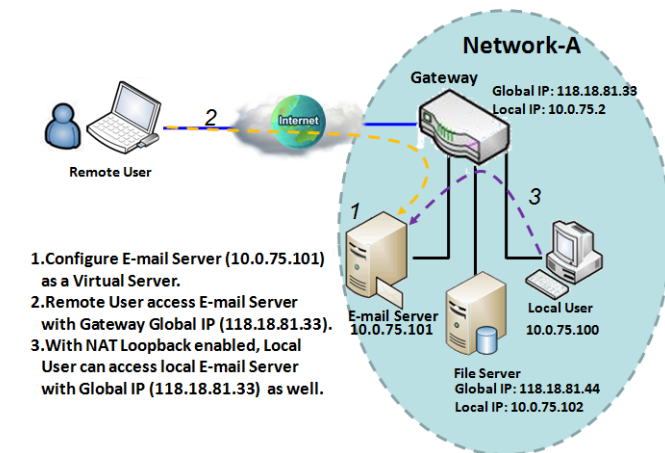 Network-A
Gateway
Global IP: 118.18.81.33
Local IP: 10.0.75.2
2
Internet
Remote User
1
3
1.Configure E-mail Server (10.0.75.101)
as a Virtual Server.
2.Remote User access E-mail Server
with Gateway Global IP (118.18.81.33).
3.With NAT Loopback enabled, Local
User can access local E-mail Server
with Global IP (118.18.81.33) as well.
E-mail Server
10.0.75.101
Local User
10.0.75.100
File Server
Global IP: 118.18.81.44
Local IP: 10.0.75.102